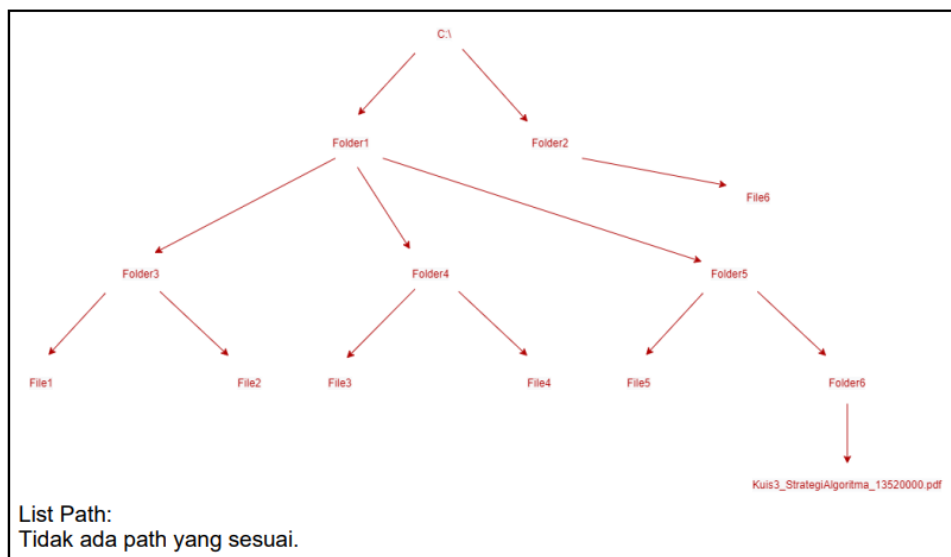 C:\
Folder1
Folder2
File6
Folder3
Folder4
Folder5
File1
File2
File3
File4
File5
Folder6
Kuis3_StrategiAlgoritma_13520000.pdf
List Path:
Tidak ada path yang sesuai.